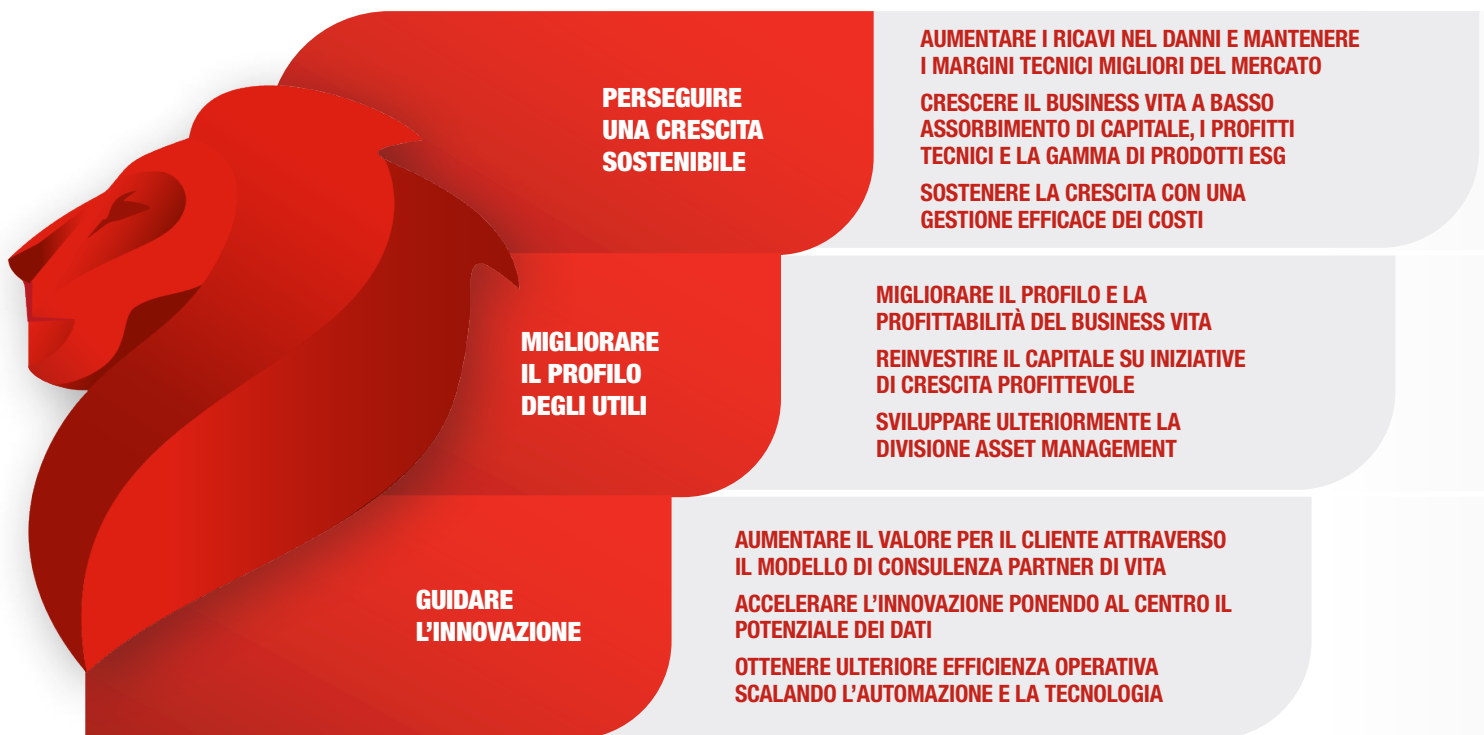 PERSEGUIRE
UNA CRESCITA
SOSTENIBILE
AUMENTARE I RICAVI NEL DANNI E MANTENERE
I MARGINI TECNICI MIGLIORI DEL MERCATO
CRESCERE IL BUSINESS VITA A BASSO
ASSORBIMENTO DI CAPITALE, I PROFITTI
TECNICI E LA GAMMA DI PRODOTTI ESG
SOSTENERE LA CRESCITA CON UNA
GESTIONE EFFICACE DEI COSTI
MIGLIORARE
IL PROFILO
DEGLI UTILI
MIGLIORARE IL PROFILO E LA
PROFITTABILITÀ DEL BUSINESS VITA
REINVESTIRE IL CAPITALE SU INIZIATIVE
DI CRESCITA PROFITTEVOLE
SVILUPPARE ULTERIORMENTE LA
DIVISIONE ASSET MANAGEMENT
GUIDARE
L’INNOVAZIONE
AUMENTARE IL VALORE PER IL CLIENTE ATTRAVERSO
IL MODELLO DI CONSULENZA PARTNER DI VITA
ACCELERARE L’INNOVAZIONE PONENDO AL CENTRO IL
POTENZIALE DEI DATI
OTTENERE ULTERIORE EFFICIENZA OPERATIVA
SCALANDO L’AUTOMAZIONE E LA TECNOLOGIA